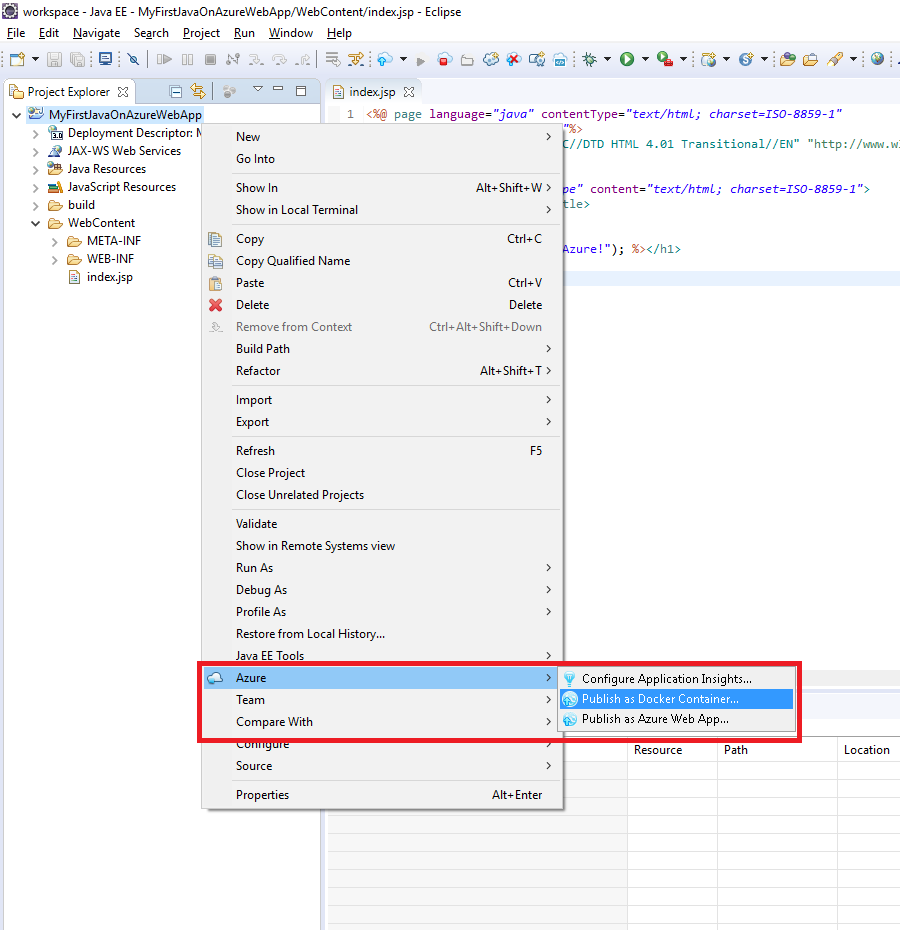 workspace - Java EE - MyFirstJavaOnAzureWebApp/WebContent/index.jsp - Eclipse
File Edit Navigate Search Project Run Window Help
Project Explorer
index.jsp
MyFirstJavaOnAzureWebApp
Deployment Descriptor: M
JAX-WS Web Services
Java Resources
JavaScript Resources
build
WebContent
META-INF
WEB-INF
index.jsp
1 <%@ page language="java" contentType="text/html; charset=ISO-8859-1"
"%>
C//DTD HTML 4.01 Transitional//EN" "http://www.w
pe" content="text/html; charset=ISO-8859-1">
tle>
Azure!"); %></h1>
New
Go Into
Show In Alt+Shift+W
Show in Local Terminal
Copy Ctrl+C
Copy Qualified Name
Paste Ctrl+V
Delete Delete
Remove from Context Ctrl+Alt+Shift+Down
Build Path
Refactor Alt+Shift+T
Import
Export
Refresh F5
Close Project
Close Unrelated Projects
Validate
Show in Remote Systems view
Run As
Debug As
Profile As
Restore from Local History...
Java EE Tools
Azure
Team
Compare With
Configure
Source
Properties Alt+Enter
Configure Application Insights...
Publish as Docker Container...
Publish as Azure Web App...
Resource Path Location